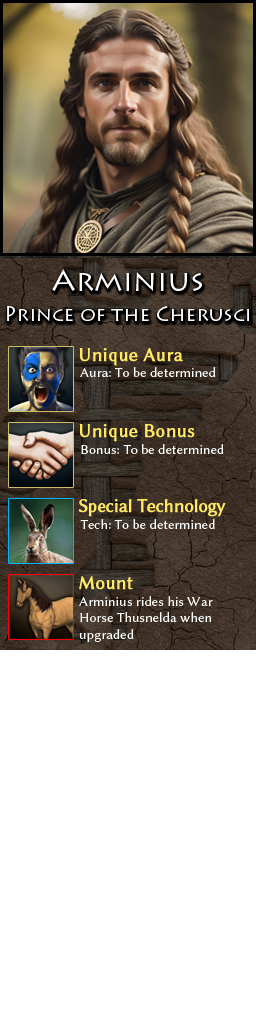 Arminius
Prince of the Cherusci
Unique Aura
Aura: To be determined
Unique Bonus
Bonus: To be determined
Special Technology
Tech: To be determined
Mount
Arminius rides his War
Horse Thusnelda when
upgraded